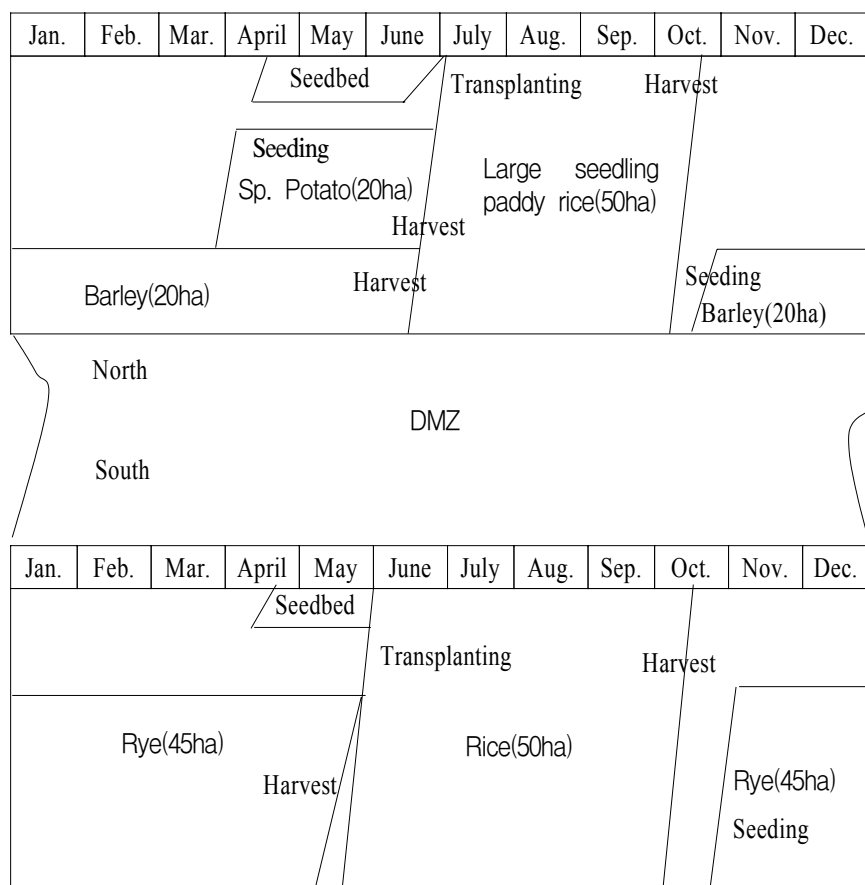 Jan. Feb. Mar. April May June July Aug. Sep. Oct. Nov. Dec.
Seedbed
Transplanting
Harvest
Seeding
Sp. Potato(20ha)
Harvest
Large seedling
paddy rice(50ha)
Barley(20ha)
Harvest
Seeding
Barley(20ha)
North
DMZ
South
Jan. Feb. Mar. April May June July Aug. Sep. Oct. Nov. Dec.
Seedbed
Transplanting
Harvest
Rye(45ha)
Harvest
Rice(50ha)
Rye(45ha)
Seeding